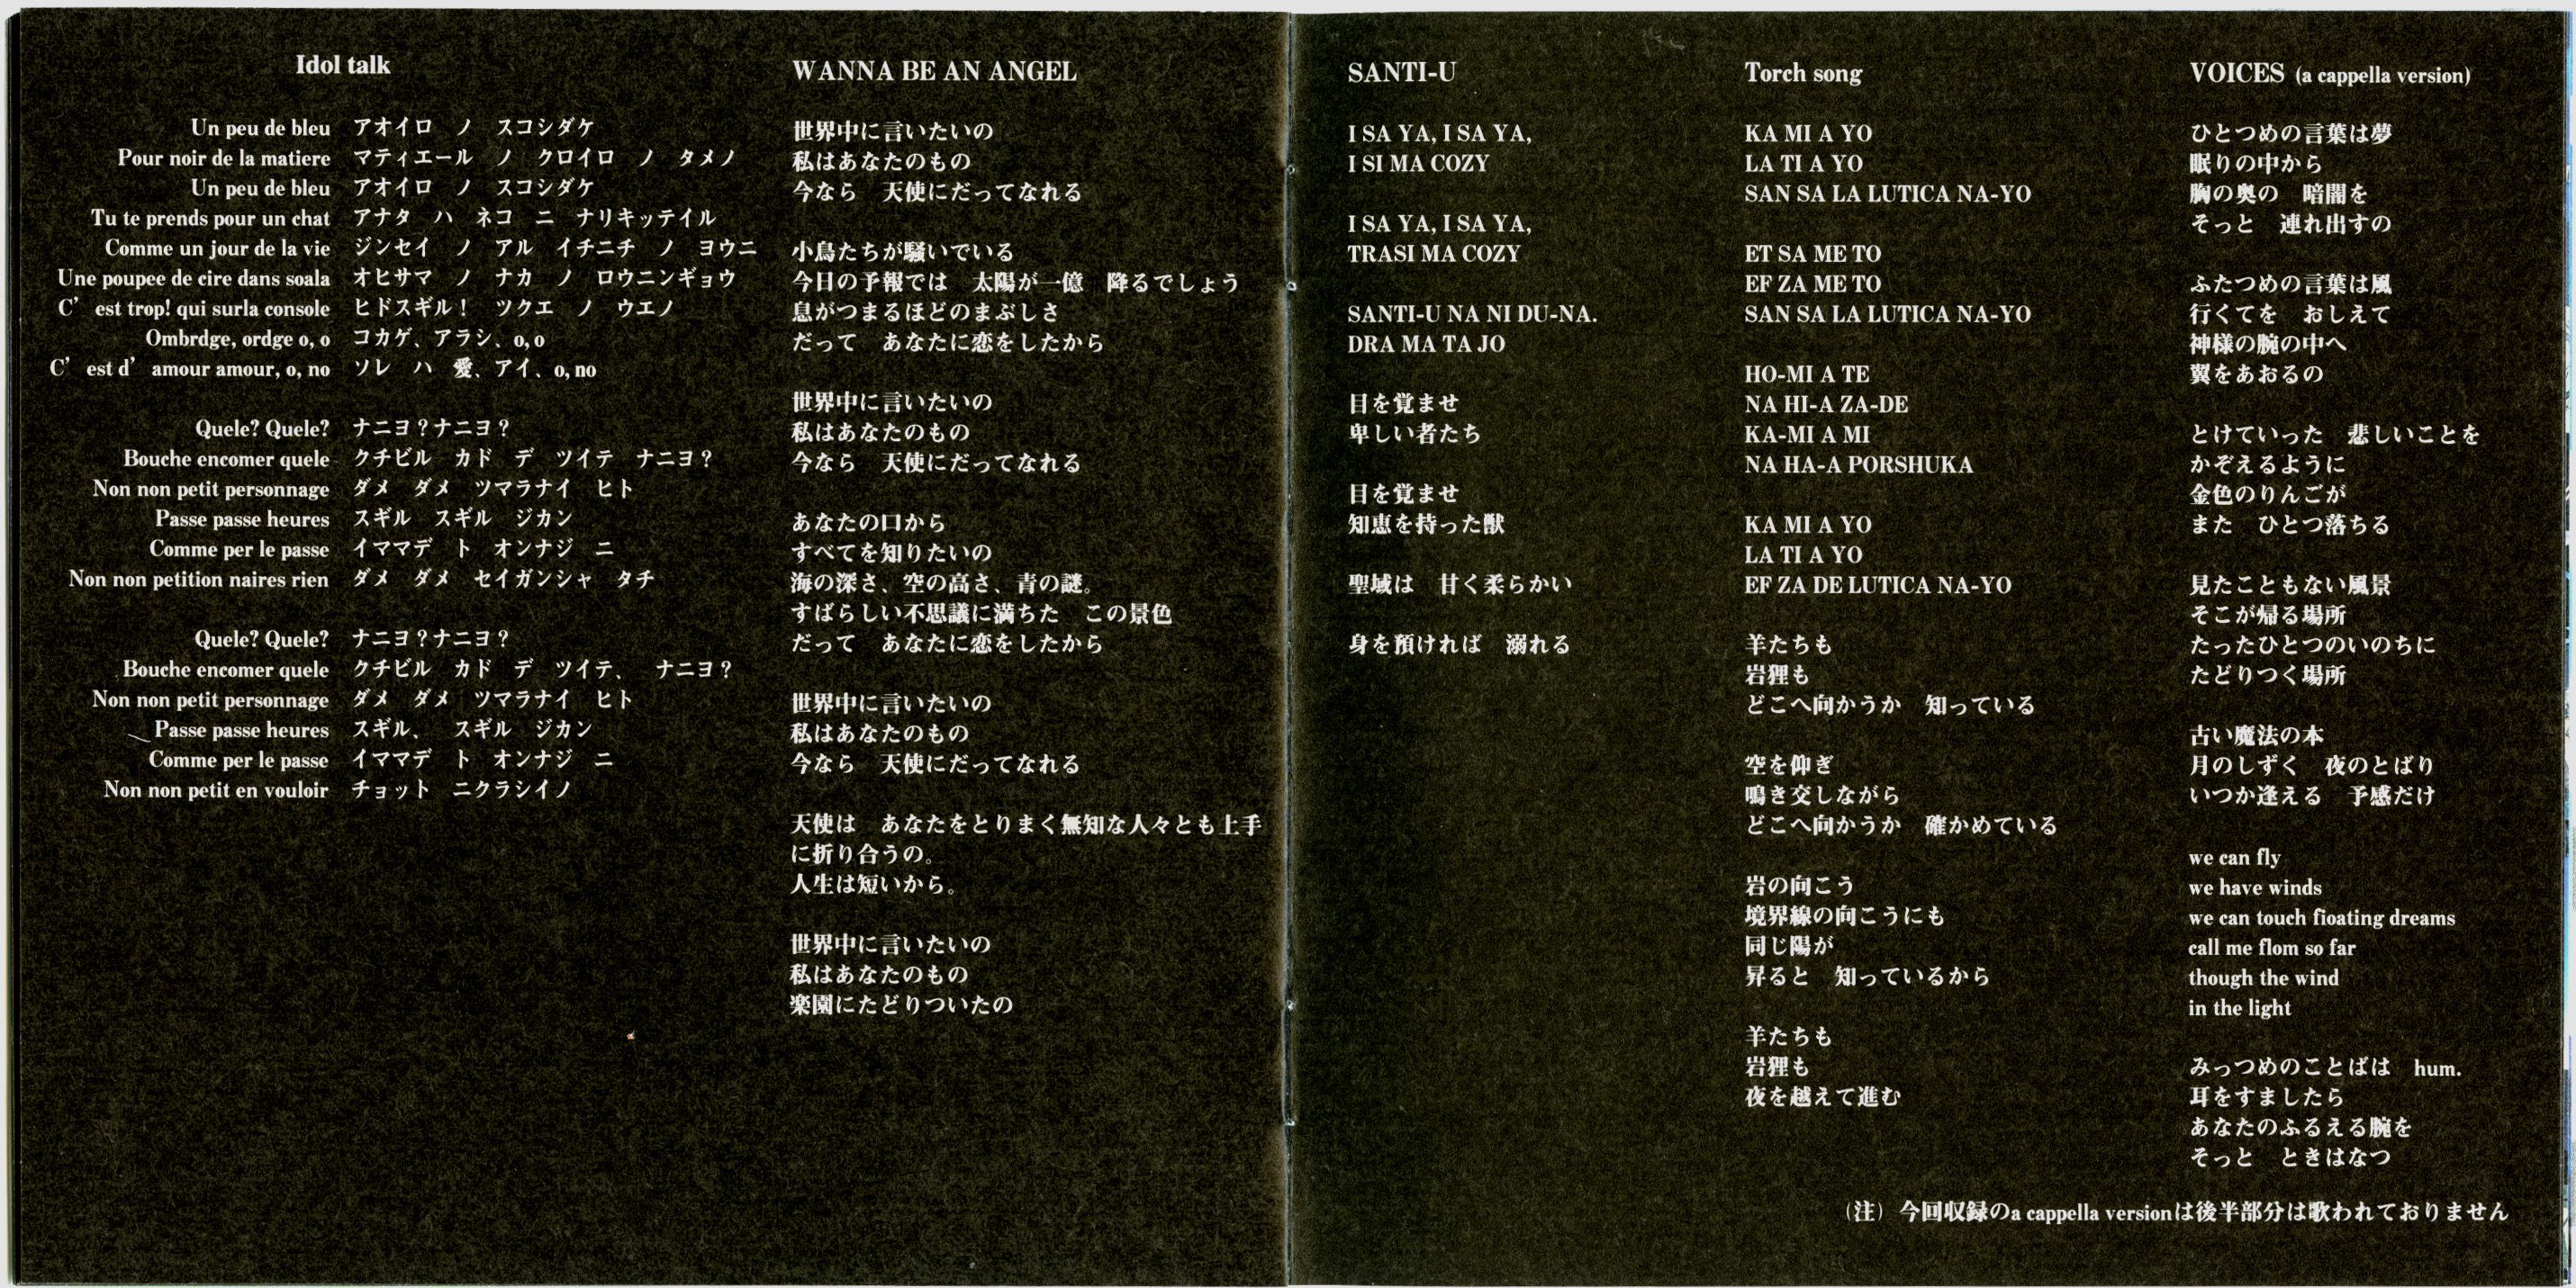 Idol talk
Un peu de bleu　アオイロ　ノ　スコシダケ
Pour noir de la matiere　マティエール　ノ　クロイロ　ノ　タメノ
Un peu de bleu　アオイロ　ノ　スコシダケ
Tu te prends pour un chat　アナタ　ハ　ネコ　ニ　ナリキッテイル
Comme un jour de la vie　ジンセイ　ノ　アル　イチニチ　ノ　ヨウニ
Une poupee de cire dans soala　オヒサマ　ノ　ナカ　ノ　ロウニンギョウ
C’est trop! qui surla console　ヒドスギル！　ツクエ　ノ　ウエノ
Ombrdge, ordge o, o　コカゲ、アラシ、o, o
C’est d’amour amour, o, no　ソレ　ハ　愛、アイ、o, no
Quele? Quele?　ナニヨ？ナニヨ？
Bouche encomer quele　クチビル　カド　デ　ツイテ　ナニヨ？
Non non petit personnage　ダメ　ダメ　ツマラナイ　ヒト
Passe passe heures　スギル　スギル　ジカン
Comme per le passe　イママデ　ト　オンナジ　ニ
Non non petition naires rien　ダメ　ダメ　セイガンシャ　タチ
Quele? Quele?　ナニヨ？ナニヨ？
Bouche encomer quele　クチビル　カド　デ　ツイテ、　ナニヨ？
Non non petit personnage　ダメ　ダメ　ツマラナイ　ヒト
Passe passe heures　スギル、　スギル　ジカン
Comme per le passe　イママデ　ト　オンナジ　ニ
Non non petit en vouloir　チョット　ニクラシイノ
WANNA BE AN ANGEL
世界中に言いたいの
私はあなたのもの
今なら　天使にだってなれる
小鳥たちが騒いでいる
今日の予報では　太陽が一億　降るでしょう
息がつまるほどのまぶしさ
だって　あなたに恋をしたから
世界中に言いたいの
私はあなたのもの
今なら　天使にだってなれる
あなたの口から
すべてを知りたいの
海の深さ、空の高さ、青の謎。
すばらしい不思議に満ちた　この景色
だって　あなたに恋をしたから
世界中に言いたいの
私はあなたのもの
今なら　天使にだってなれる
天使は　あなたをとりまく無知な人々とも上手
に折り合うの。
人生は短いから。
世界中に言いたいの
私はあなたのもの
楽園にたどりついたの
SANTI-U
I SA YA, I SA YA,
I SI MA COZY
I SA YA, I SA YA,
TRASI MA COZY
SANTI-U NA NI DU-NA.
DRA MA TA JO
目を覚ませ
卑しい者たち
目を覚ませ
知恵を持った獣
聖域は　甘く柔らかい
身を預ければ　溺れる
Torch song
KA MI A YO
LA TI A YO
SAN SA LA LUTICA NA-YO
ET SA ME TO
EF ZA ME TO
SAN SA LA LUTICA NA-YO
HO-MI A TE
NA HI-A ZA-DE
KA-MI A MI
NA HA-A PORSHUKA
KA MI A YO
LA TI A YO
EF ZA DE LUTICA NA-YO
羊たちも
岩狸も
どこへ向かうか　知っている
空を仰ぎ
鳴き交しながら
どこへ向かうか　確かめている
岩の向こう
境界線の向こうにも
同じ陽が
昇ると　知っているから
羊たちも
岩狸も
夜を越えて進む
VOICES (a cappella version)
ひとつめの言葉は夢
眠りの中から
胸の奥の　暗闇を
そっと　連れ出すの
ふたつめの言葉は風
行くてを　おしえて
神様の腕の中へ
翼をあおるの
とけていった　悲しいことを
かぞえるように
金色のりんごが
また　ひとつ落ちる
見たこともない風景
そこが帰る場所
たったひとつのいのちに
たどりつく場所
古い魔法の本
月のしずく　夜のとばり
いつか逢える　予感だけ
we can fly
we have winds
we can touch fioating dreams
call me flom so far
though the wind
in the light
みっつめのことばは　hum.
耳をすましたら
あなたのふるえる腕を
そっと　ときはなつ
（注）今回収録のa cappella versionは後半部分は歌われておりません